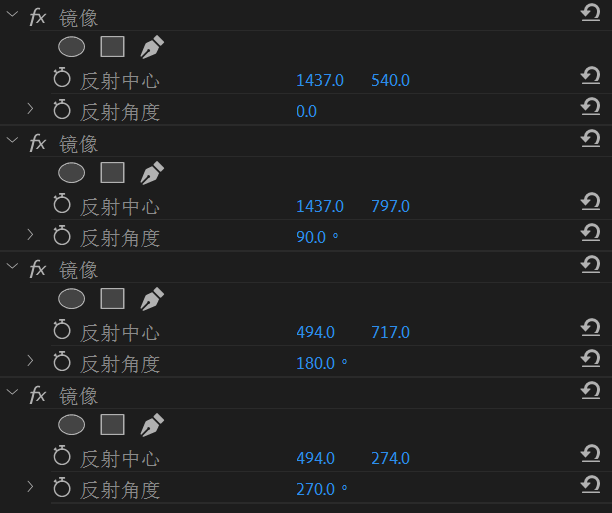 fx 镜像
反射中心 1437.0 540.0
反射角度 0.0
fx 镜像
反射中心 1437.0 797.0
反射角度 90.0 °
fx 镜像
反射中心 494.0 717.0
反射角度 180.0 °
fx 镜像
反射中心 494.0 274.0
反射角度 270.0 °